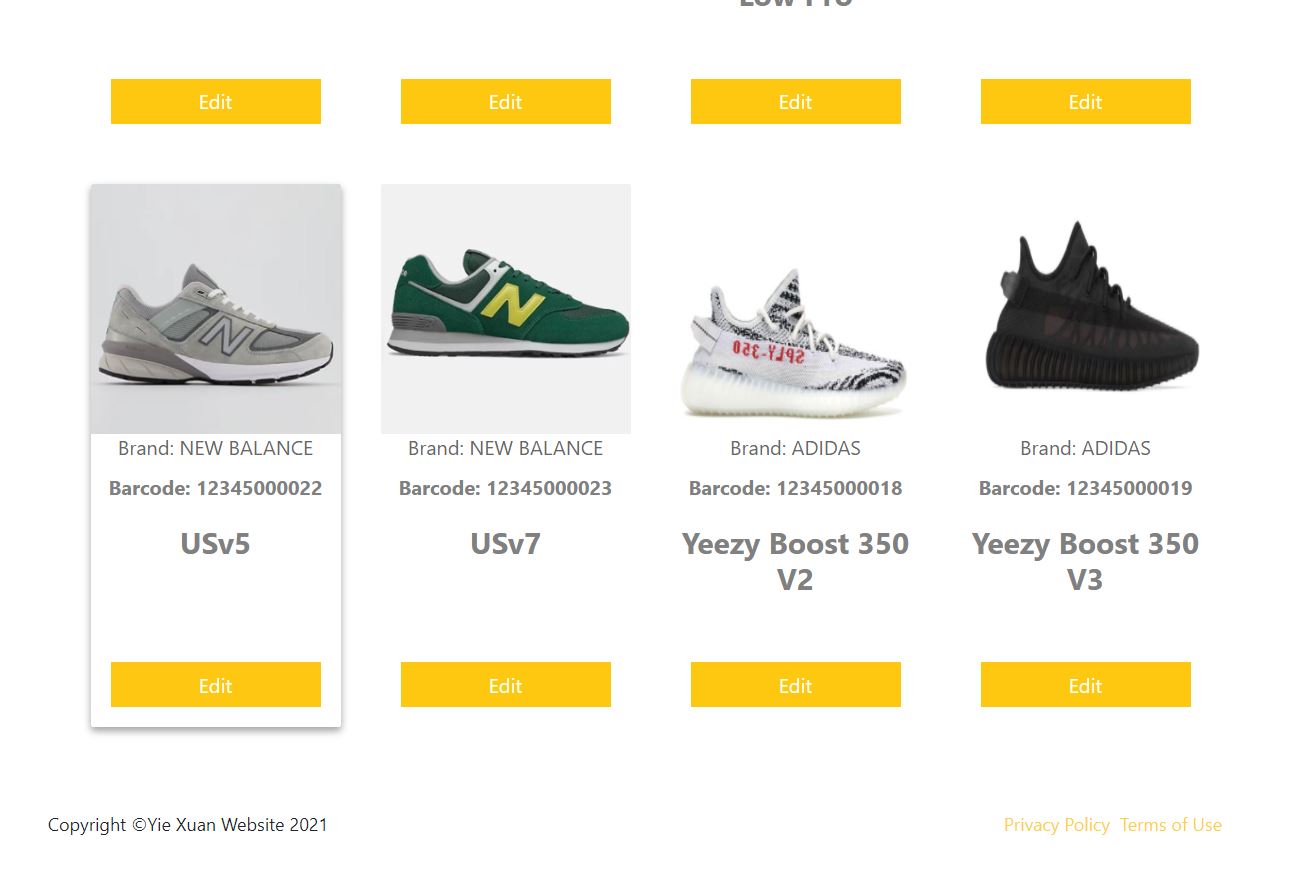 Low Pro
Edit Edit Edit Edit
N N SPLY-350
Brand: NEW BALANCE Brand: NEW BALANCE Brand: ADIDAS Brand: ADIDAS
Barcode: 12345000022 Barcode: 12345000023 Barcode: 12345000018 Barcode: 12345000019
USv5 USv7 Yeezy Boost 350 Yeezy Boost 350
V2 V3
Edit Edit Edit Edit
Copyright ©Yie Xuan Website 2021 Privacy Policy Terms of Use